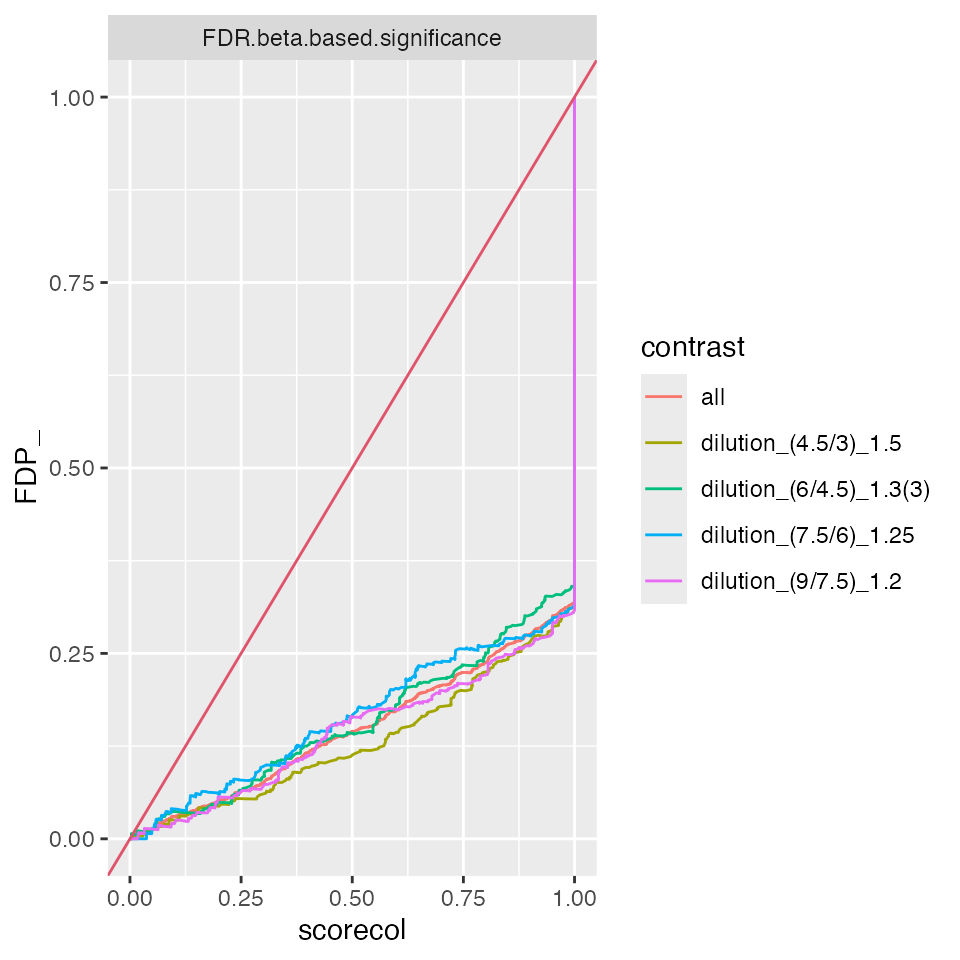 FDR.beta.based.significance
1.00
0.75
0.50
0.25
0.00
FDP_
0.00 0.25 0.50 0.75 1.00
scorecol
contrast
all
dilution_(4.5/3)_1.5
dilution_(6/4.5)_1.3(3)
dilution_(7.5/6)_1.25
dilution_(9/7.5)_1.2